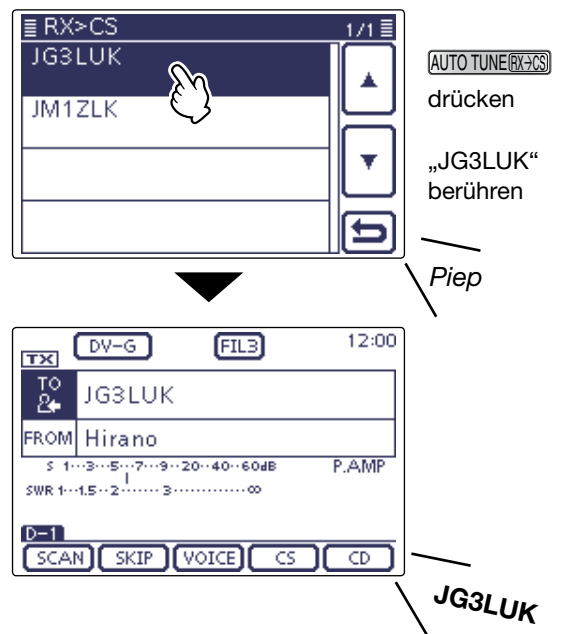 RX>CS 1/1
JG3LUK
JM1ZLK
AUTO TUNE RX→CS
drücken
„JG3LUK“
berühren
Piep
TX DV-G FIL3 12:00
TO JG3LUK
FROM Hirano
S 1···3···5···7···9··20··40··60dB P.AMP
SWR 1···1.5··2·······3·············∞
D-1
SCAN SKIP VOICE CS CD
JG3LUK